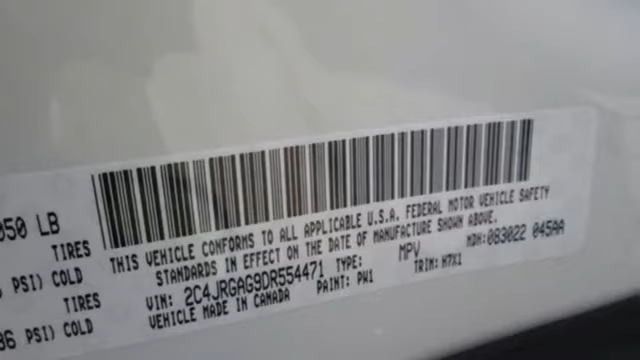 050 LB
TIRES
PSI) COLD
TIRES
36 PSI) COLD
THIS VEHICLE CONFORMS TO ALL APPLICABLE U.S.A. FEDERAL MOTOR VEHICLE SAFETY
STANDARDS IN EFFECT ON THE DATE OF MANUFACTURE SHOWN ABOVE.
VIN: 2C4JRGAG9DR554471 TYPE: MPV MDH: 083022 045AA
VEHICLE MADE IN CANADA PAINT: PW1 TRIM: H7X1